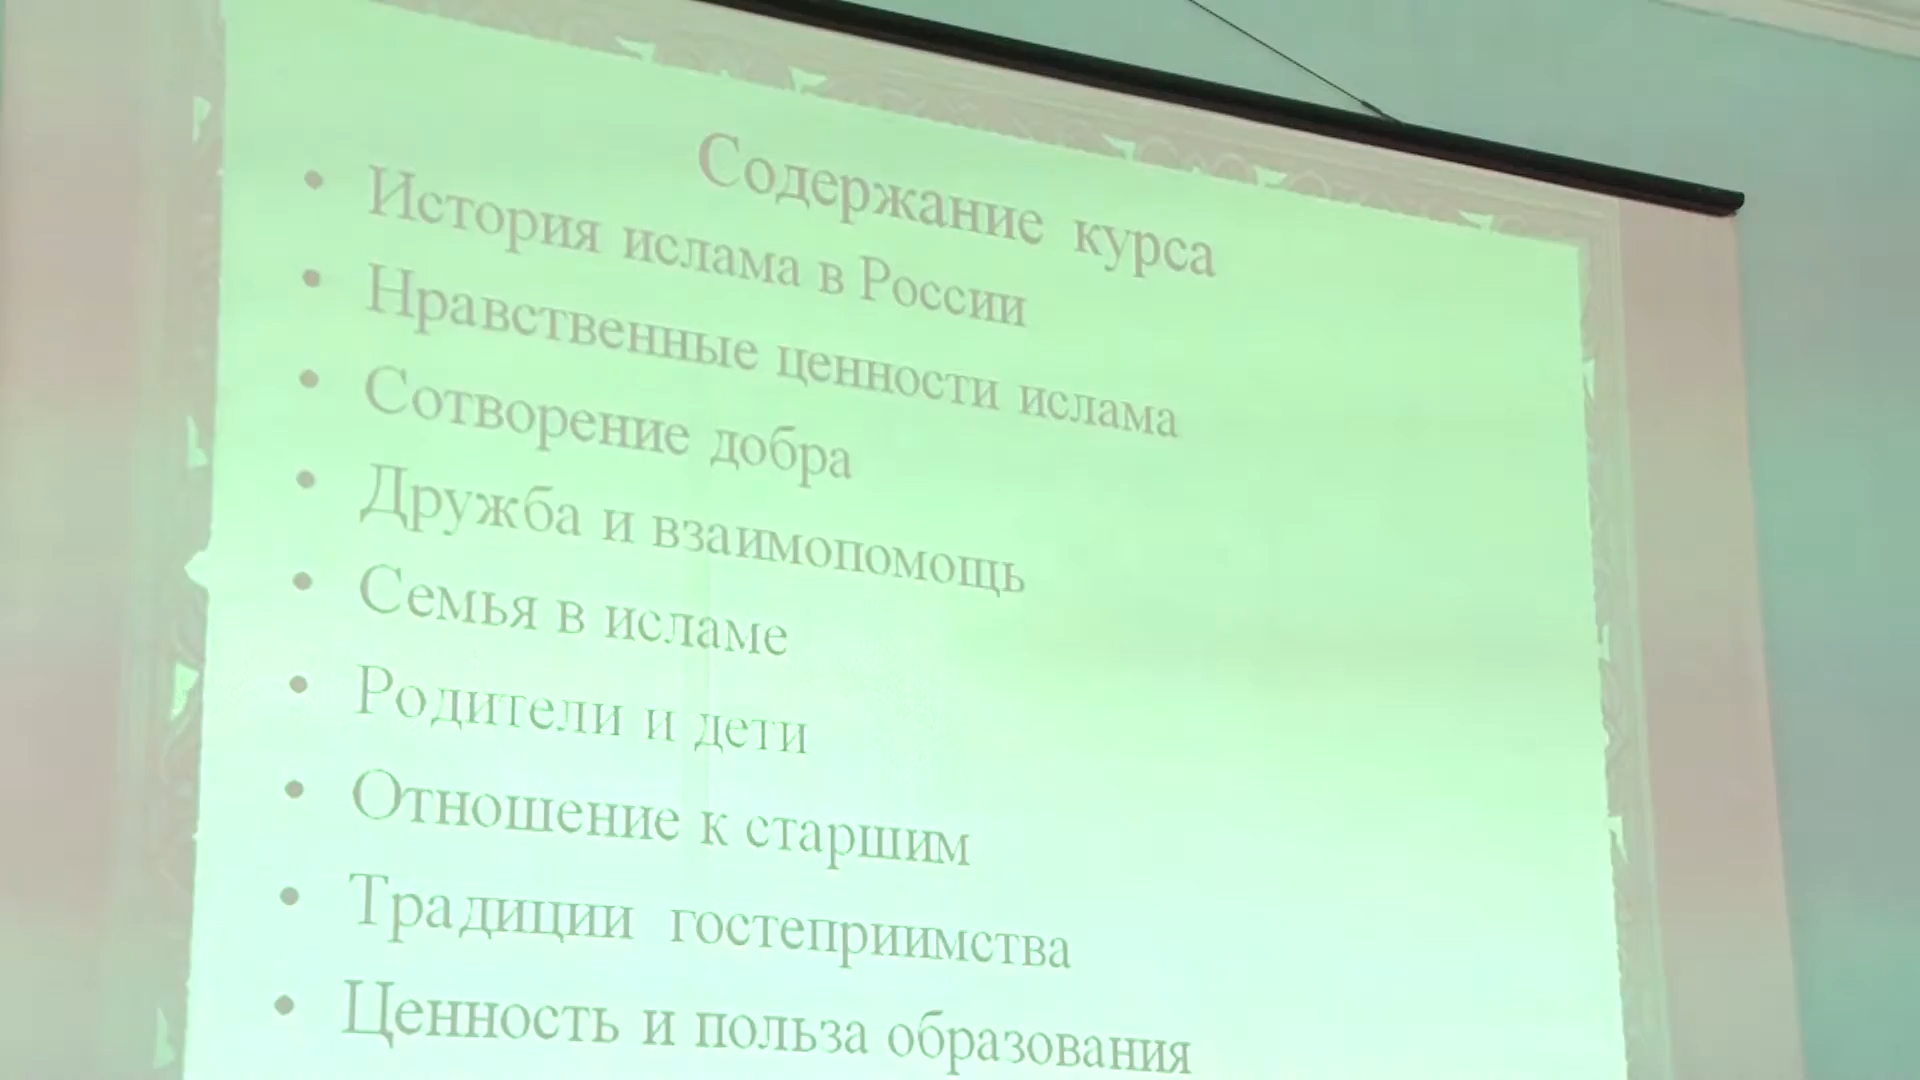 Содержание курса
• История ислама в России
• Нравственные ценности ислама
• Сотворение добра
• Дружба и взаимопомощь
• Семья в исламе
• Родители и дети
• Отношение к старшим
• Традиции гостеприимства
• Ценность и польза образования